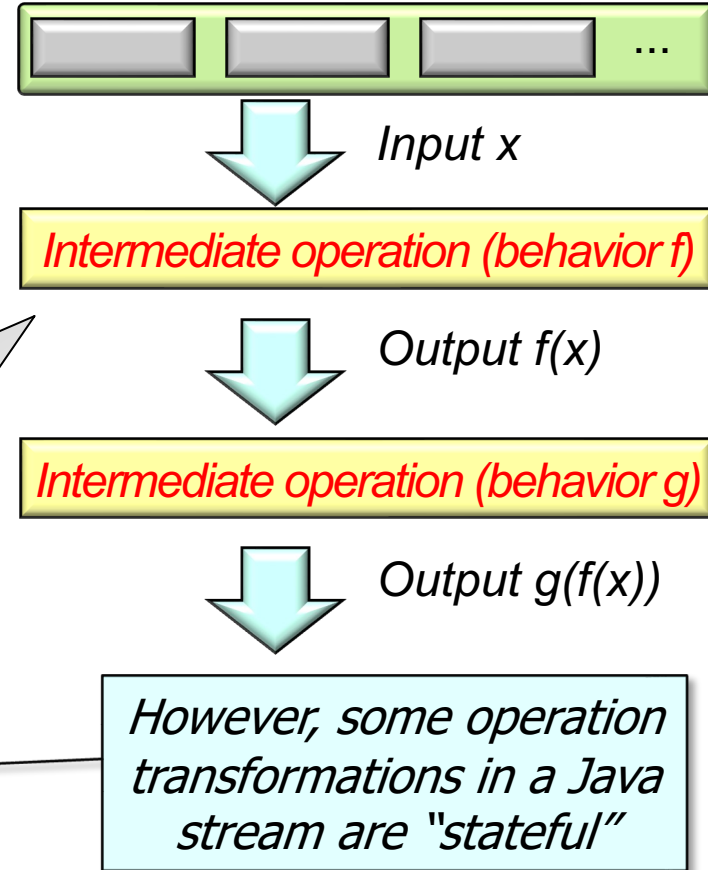 ...
Input x
Intermediate operation (behavior f)
Output f(x)
Intermediate operation (behavior g)
Output g(f(x))
However, some operation
transformations in a Java
stream are “stateful”